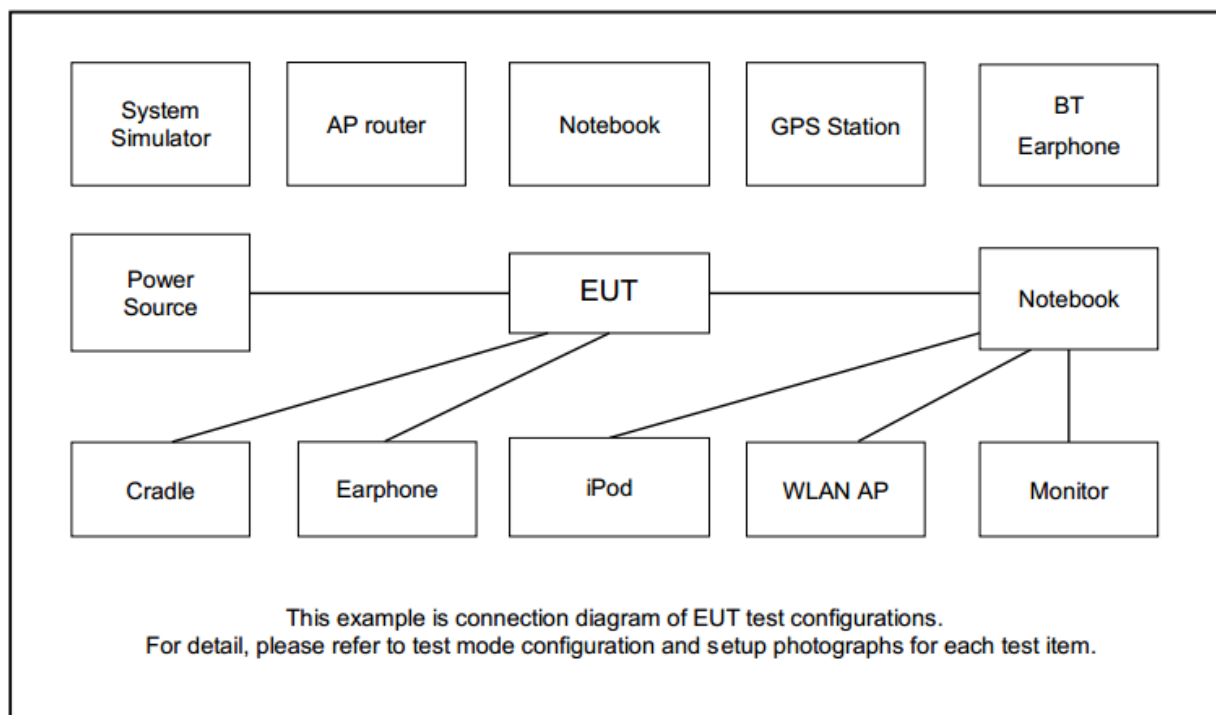 System
Simulator
AP router
Notebook
GPS Station
BT
Earphone
Power
Source
EUT
Notebook
Cradle
Earphone
iPod
WLAN AP
Monitor
This example is connection diagram of EUT test configurations.
For detail, please refer to test mode configuration and setup photographs for each test item.